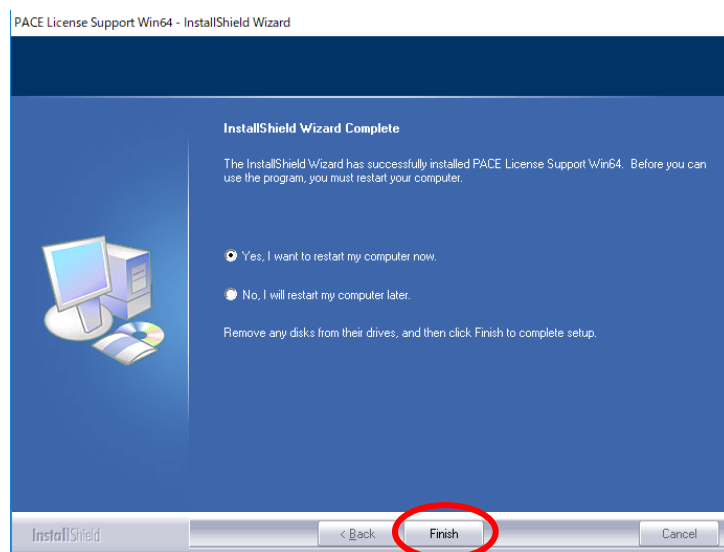 PACE License Support Win64 - InstallShield Wizard
InstallShield Wizard Complete
The InstallShield Wizard has successfully installed PACE License Support Win64. Before you can
use the program, you must restart your computer.
Yes, I want to restart my computer now.
No, I will restart my computer later.
Remove any disks from their drives, and then click Finish to complete setup.
InstallShield
< Back
Finish
Cancel